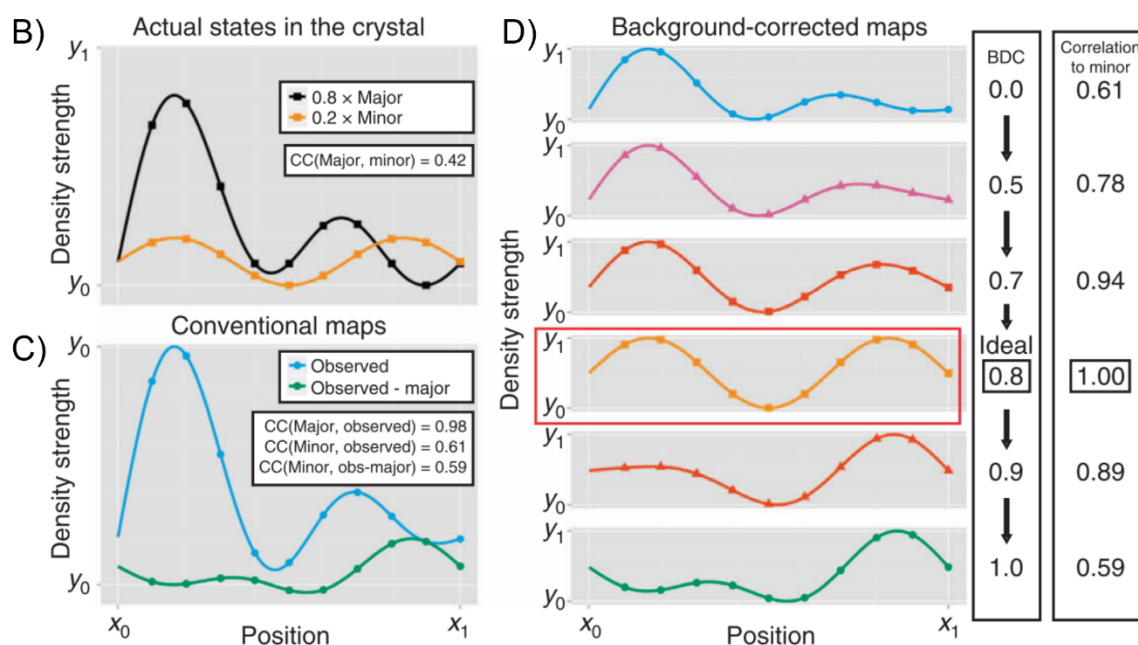 B)
Actual states in the crystal
y1
Density strength
y0
0.8 × Major
0.2 × Minor
CC(Major, minor) = 0.42
C)
Conventional maps
y0
Density strength
y0
Observed
Observed - major
CC(Major, observed) = 0.98
CC(Minor, observed) = 0.61
CC(Minor, obs-major) = 0.59
x0
Position
x1
D)
Background-corrected maps
Density strength
y1
y0
y1
y0
y1
y0
y1
y0
y1
y0
y1
y0
x0
Position
x1
BDC
0.0
0.5
0.7
Ideal
0.8
0.9
1.0
Correlation
to minor
0.61
0.78
0.94
1.00
0.89
0.59